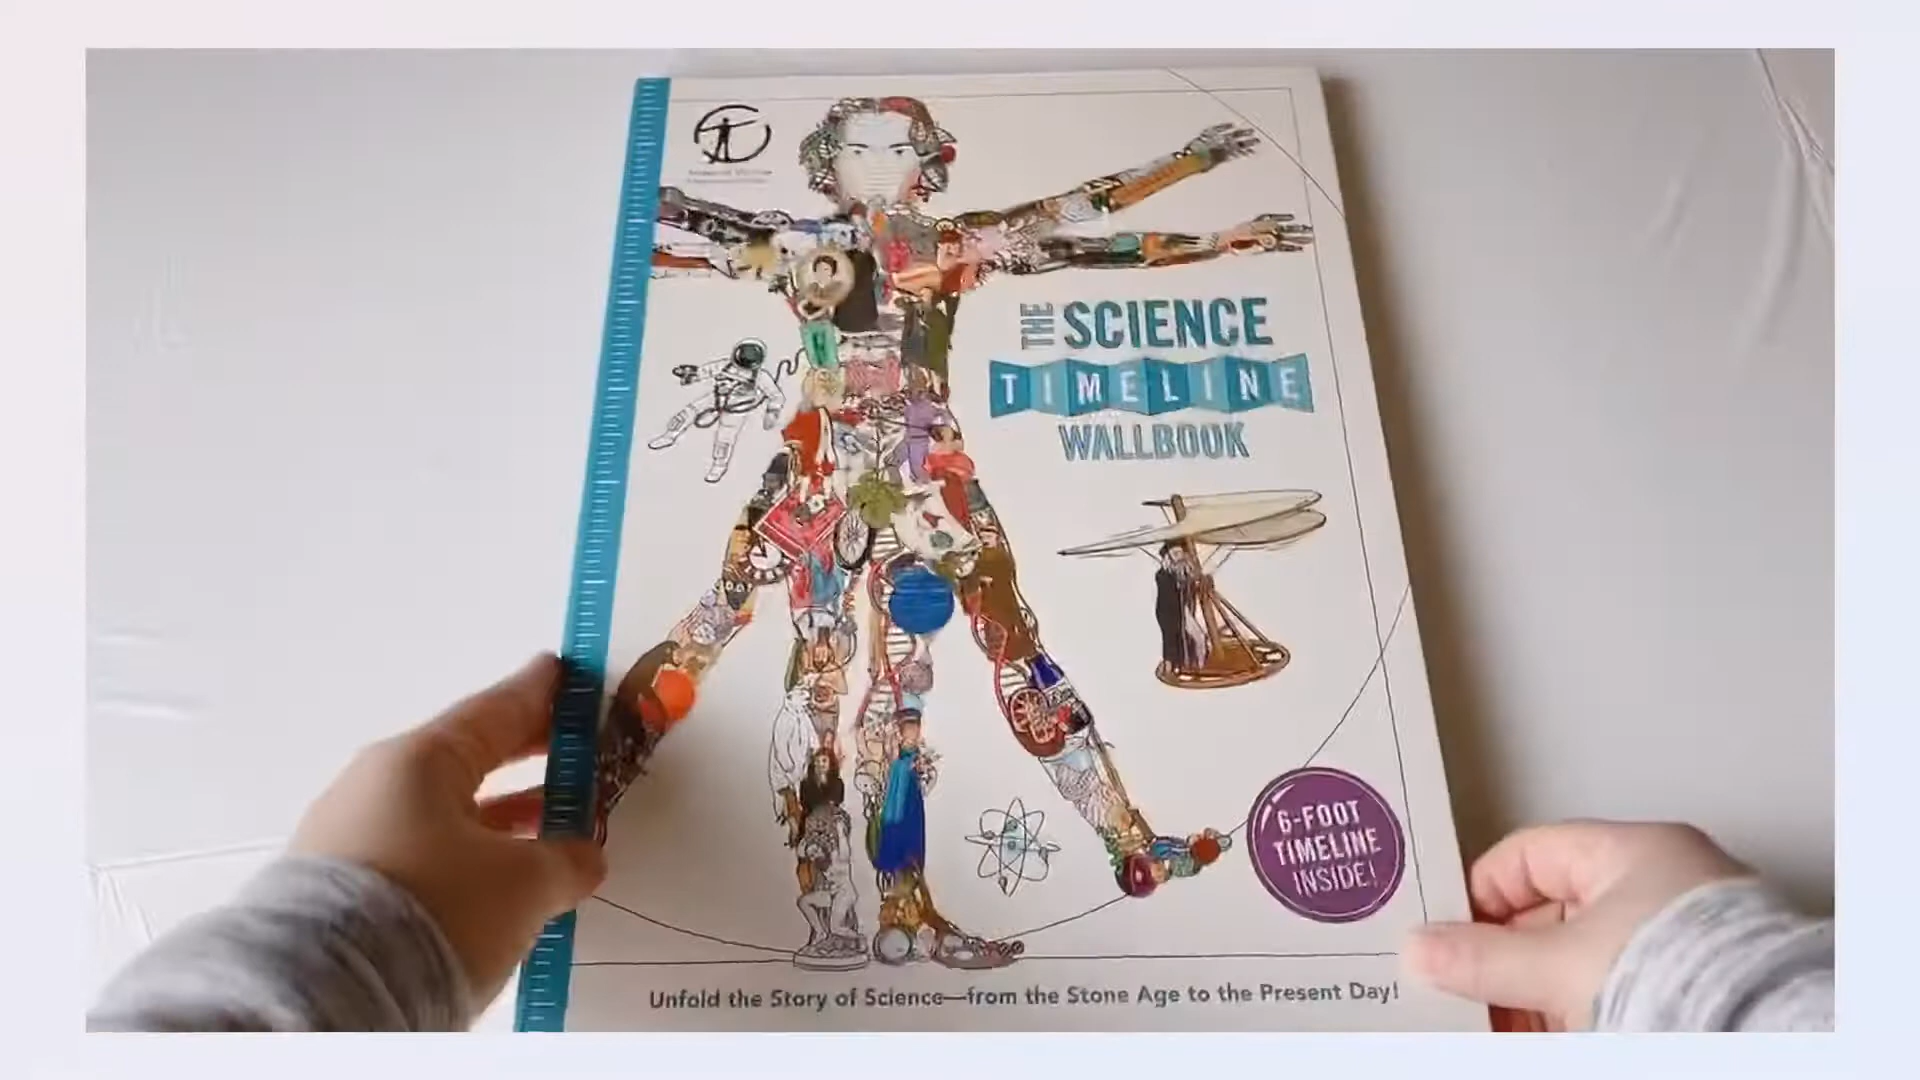 THE SCIENCE
TIMELINE
WALLBOOK
6-FOOT
TIMELINE
INSIDE!
Unfold the Story of Science—from the Stone Age to the Present Day!